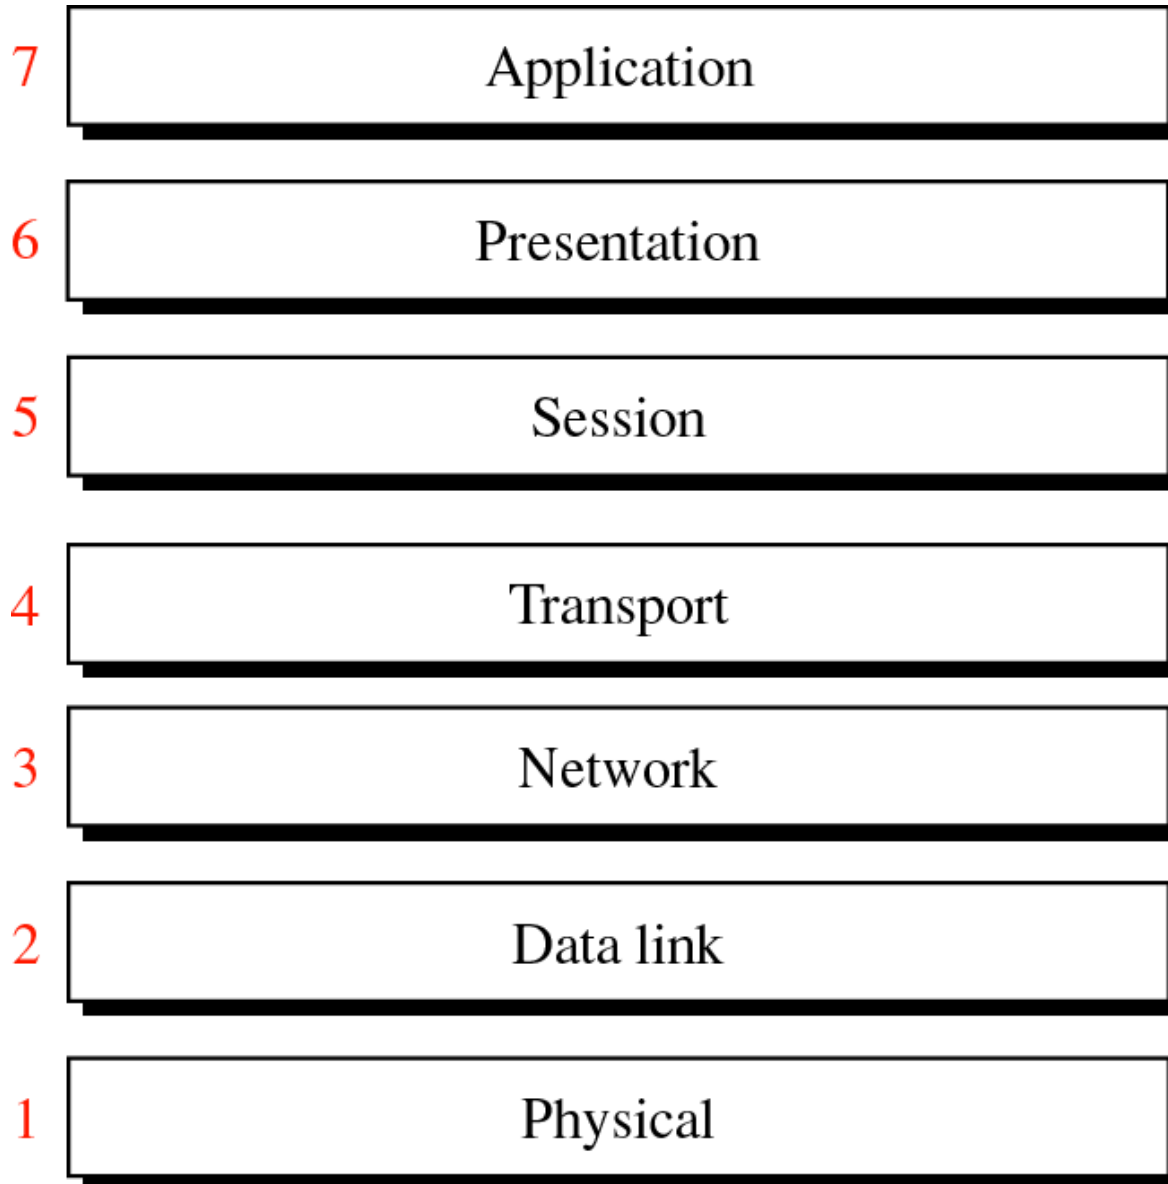 7 Application
6 Presentation
5 Session
4 Transport
3 Network
2 Data link
1 Physical